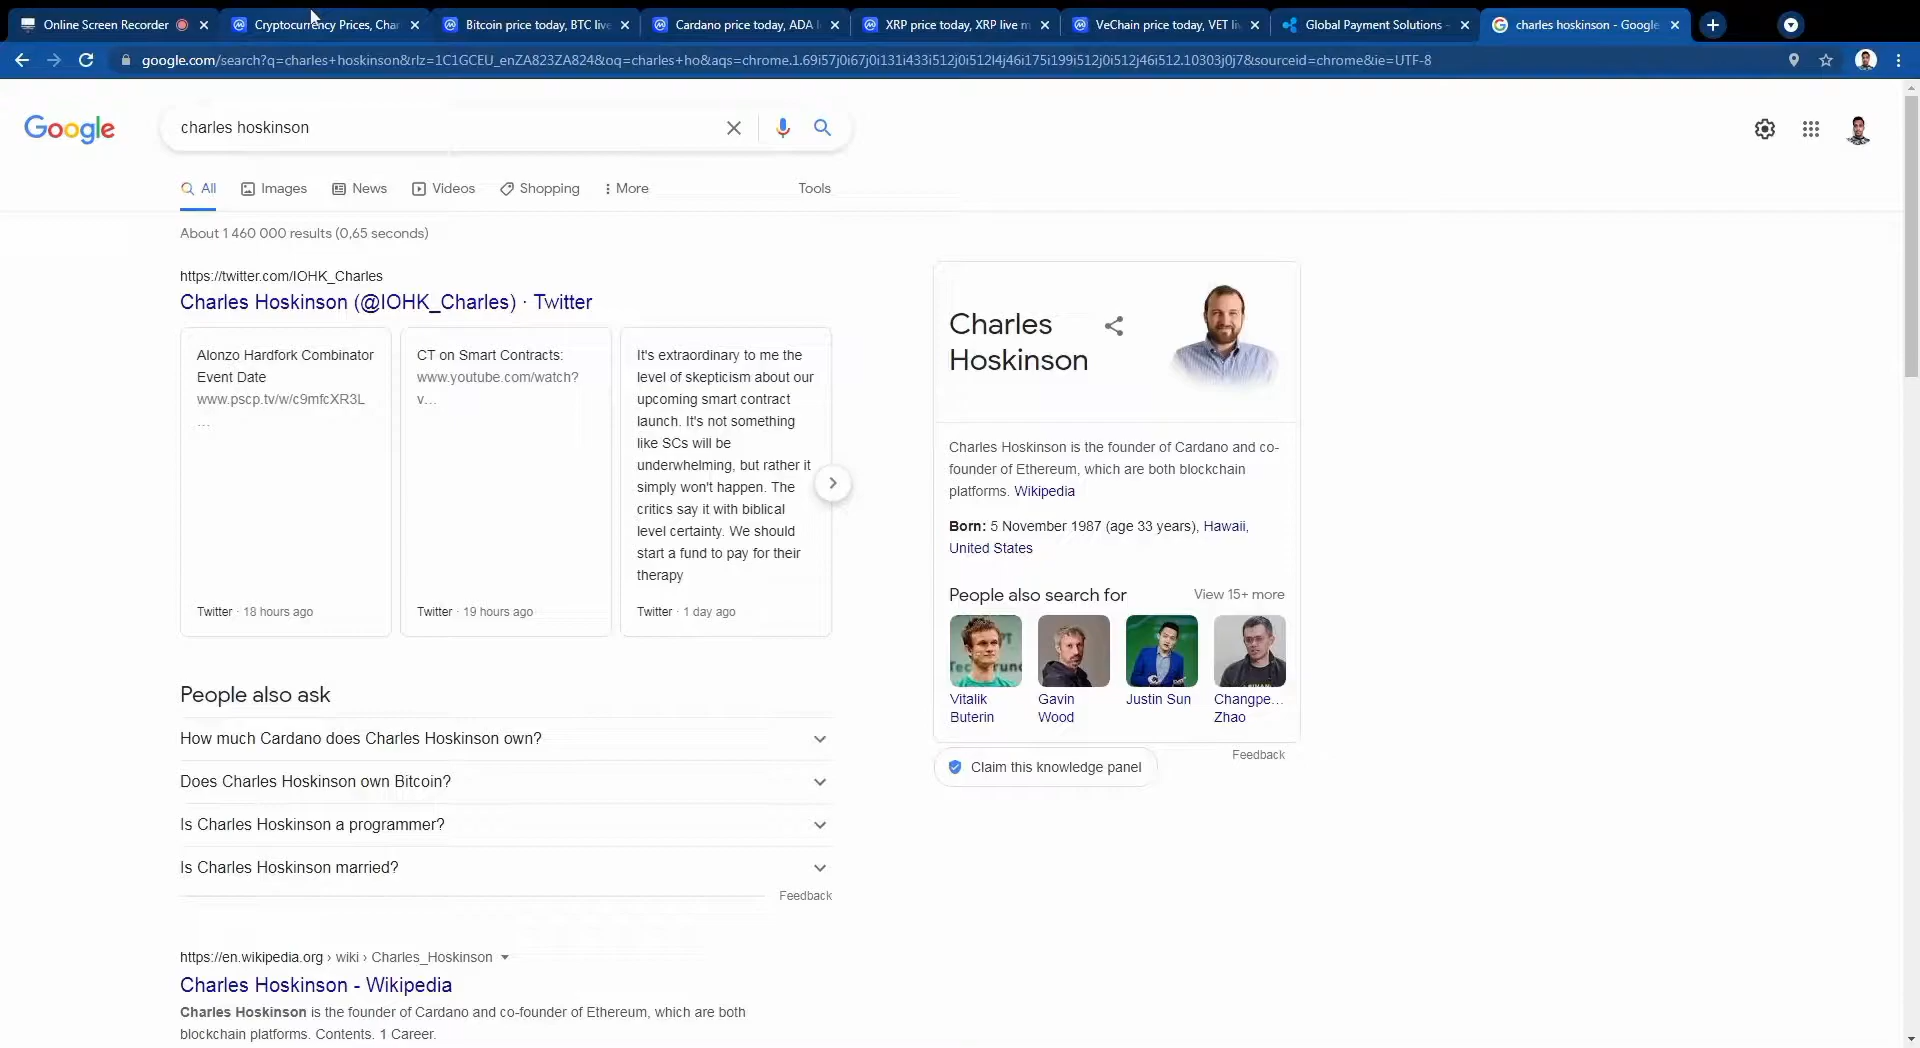 Online Screen Recorder
Cryptocurrency Prices, Cha
Bitcoin price today, BTC live
Cardano price today, ADA l
XRP price today, XRP live m
VeChain price today, VET li
Global Payment Solutions -
charles hoskinson - Google
google.com/search?q=charles+hoskinson&rlz=1C1GCEU_enZA823ZA824&oq=charles+ho&aqs=chrome.1.69i57j0i67j0i131i433i512j0i512l4j46i175i199i512j0i512j46i512.10303j0j7&sourceid=chrome&ie=UTF-8
Google
charles hoskinson
All
Images
News
Videos
Shopping
More
Tools
About 1 460 000 results (0,65 seconds)
https://twitter.com/IOHK_Charles
Charles Hoskinson (@IOHK_Charles) · Twitter
Alonzo Hardfork Combinator
Event Date
www.pscp.tv/w/c9mfcXR3L
...
Twitter · 18 hours ago
CT on Smart Contracts:
www.youtube.com/watch?
v...
Twitter · 19 hours ago
It's extraordinary to me the
level of skepticism about our
upcoming smart contract
launch. It's not something
like SCs will be
underwhelming, but rather it
simply won't happen. The
critics say it with biblical
level certainty. We should
start a fund to pay for their
therapy
Twitter · 1 day ago
People also ask
How much Cardano does Charles Hoskinson own?
Does Charles Hoskinson own Bitcoin?
Is Charles Hoskinson a programmer?
Is Charles Hoskinson married?
Feedback
https://en.wikipedia.org › wiki › Charles_Hoskinson
Charles Hoskinson - Wikipedia
Charles Hoskinson is the founder of Cardano and co-founder of Ethereum, which are both
blockchain platforms. Contents. 1 Career.
Charles
Hoskinson
Charles Hoskinson is the founder of Cardano and co-
founder of Ethereum, which are both blockchain
platforms. Wikipedia
Born: 5 November 1987 (age 33 years), Hawaii,
United States
People also search for
View 15+ more
Vitalik
Buterin
Gavin
Wood
Justin Sun
Changpe...
Zhao
Feedback
Claim this knowledge panel